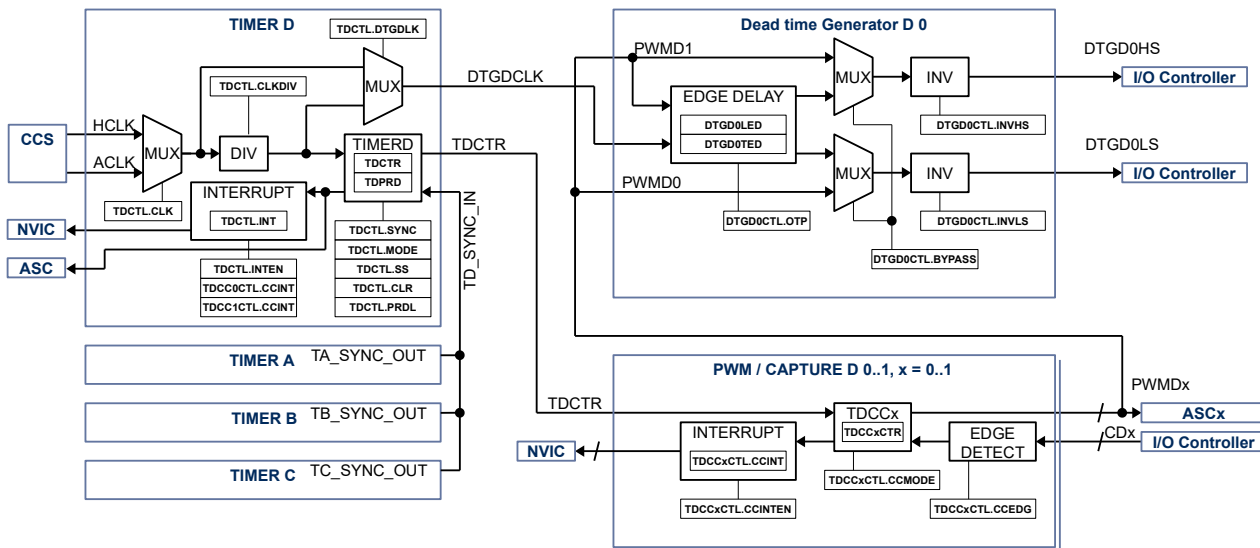 TIMER D
TDCTL.DTGDLK
MUX
TDCTL.CLKDIV
DTGDCLK
CCS
HCLK
ACLK
MUX
DIV
TIMERD
TDCTR
TDPRD
TDCTR
INTERRUPT
TDCTL.INT
TDCTL.CLK
NVIC
ASC
TDCTL.INTEN
TDCC0CTL.CCINT
TDCC1CTL.CCINT
TDCTL.SYNC
TDCTL.MODE
TDCTL.SS
TDCTL.CLR
TDCTL.PRDL
TD_SYNC_IN
TIMER A
TA_SYNC_OUT
TIMER B
TB_SYNC_OUT
TIMER C
TC_SYNC_OUT
Dead time Generator D 0
PWMD1
MUX
INV
DTGD0HS
I/O Controller
EDGE DELAY
DTGD0LED
DTGD0TED
DTGD0CTL.INVHS
PWMD0
MUX
INV
DTGD0LS
I/O Controller
DTGD0CTL.OTP
DTGD0CTL.INVLS
DTGD0CTL.BYPASS
PWM / CAPTURE D 0..1, x = 0..1
TDCTR
TDCCx
TDCCxCTR
PWMDx
ASCx
CDx
I/O Controller
NVIC
INTERRUPT
TDCCxCTL.CCINT
EDGE
DETECT
TDCCxCTL.CCMODE
TDCCxCTL.CCINTEN
TDCCxCTL.CCEDG